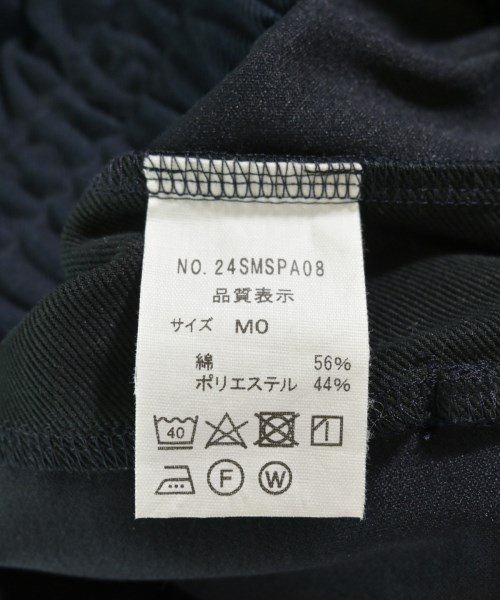 NO. 24SMSPA08
品質表示
サイズ MO
綿 56%
ポリエステル 44%
40
F W